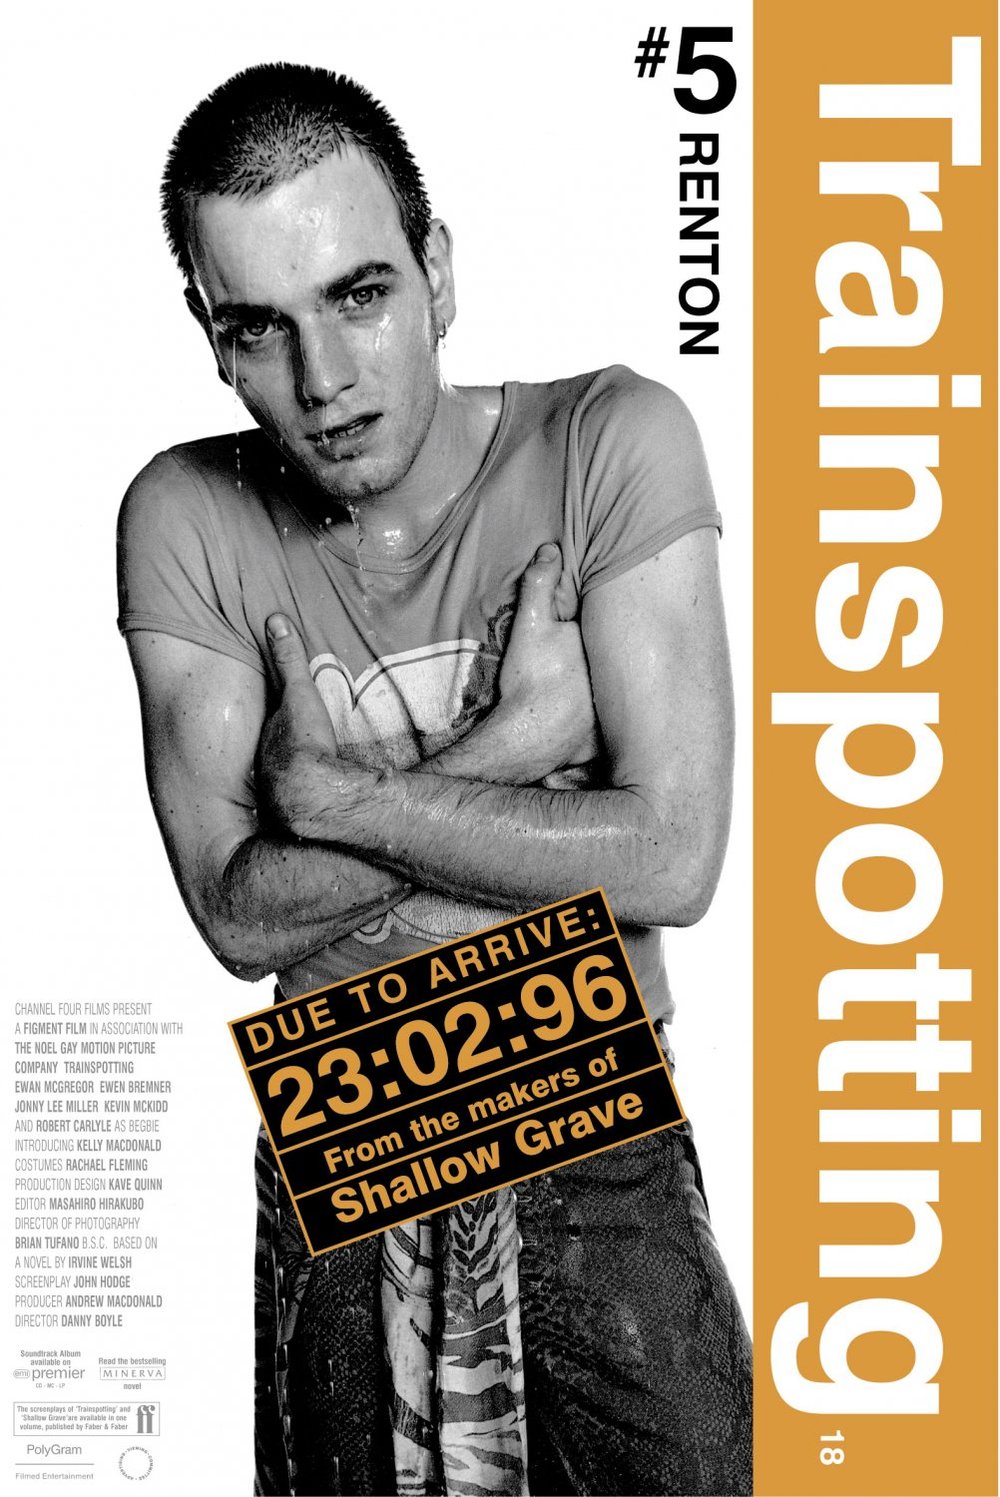 #5
RENTON
Trainspotting
18
DUE TO ARRIVE:
23:02:96
From the makers of
Shallow Grave
CHANNEL FOUR FILMS PRESENT
A FIGMENT FILM IN ASSOCIATION WITH
THE NOEL GAY MOTION PICTURE
COMPANY TRAINSPOTTING
EWAN MCGREGOR EWEN BREMNER
JONNY LEE MILLER KEVIN MCKIDD
AND ROBERT CARLYLE AS BEGBIE
INTRODUCING KELLY MACDONALD
COSTUMES RACHAEL FLEMING
PRODUCTION DESIGN KAVE QUINN
EDITOR MASAHIRO HIRAKUBO
DIRECTOR OF PHOTOGRAPHY
BRIAN TUFANO B.S.C. BASED ON
A NOVEL BY IRVINE WELSH
SCREENPLAY JOHN HODGE
PRODUCER ANDREW MACDONALD
DIRECTOR DANNY BOYLE
Soundtrack Album
available on
emi premier
CD - MC - LP
Read the bestselling
MINERVA
novel
The screenplays of 'Trainspotting' and
'Shallow Grave' are available in one
volume, published by Faber & Faber
ff
PolyGram
Filmed Entertainment
ADVERTISING·VIEWING·COMMITTEE